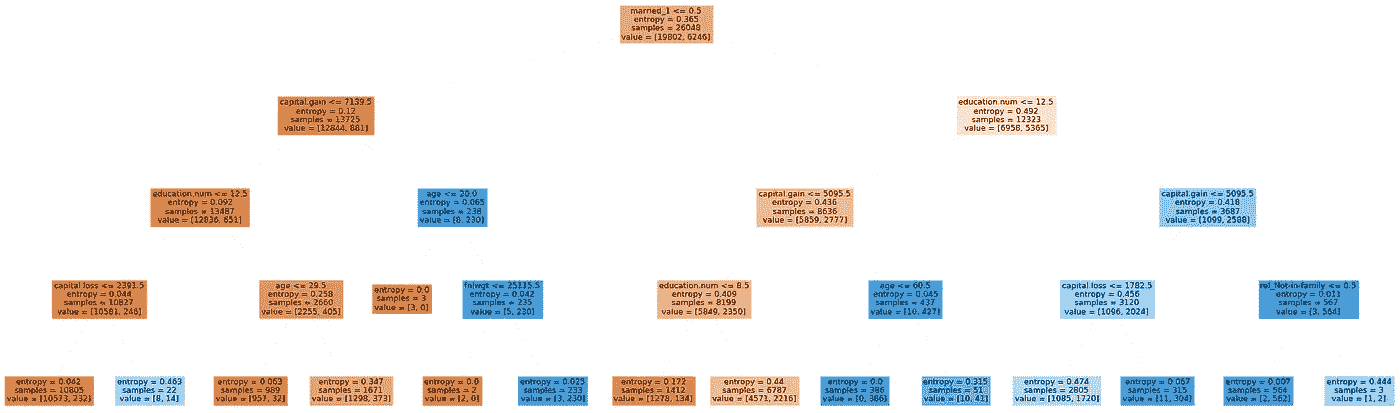 married_1 <= 0.5
entropy = 0.365
samples = 26048
value = [19802, 6246]
capital.gain <= 7139.5
entropy = 0.12
samples = 13725
value = [12844, 881]
education.num <= 12.5
entropy = 0.492
samples = 12323
value = [6958, 5365]
education.num <= 12.5
entropy = 0.092
samples = 13487
value = [12836, 651]
age <= 20.0
entropy = 0.065
samples = 238
value = [8, 230]
capital.gain <= 5095.5
entropy = 0.436
samples = 8636
value = [5859, 2777]
capital.gain <= 5095.5
entropy = 0.418
samples = 3687
value = [1099, 2588]
capital.loss <= 2391.5
entropy = 0.044
samples = 10827
value = [10581, 246]
age <= 29.5
entropy = 0.258
samples = 2660
value = [2255, 405]
entropy = 0.0
samples = 3
value = [3, 0]
fnlwgt <= 25115.5
entropy = 0.042
samples = 235
value = [5, 230]
education.num <= 8.5
entropy = 0.409
samples = 8199
value = [5849, 2350]
age <= 60.5
entropy = 0.045
samples = 437
value = [10, 427]
capital.loss <= 1782.5
entropy = 0.456
samples = 3120
value = [1096, 2024]
rel_Not-in-family <= 0.5
entropy = 0.011
samples = 567
value = [3, 564]
entropy = 0.042
samples = 10805
value = [10573, 232]
entropy = 0.463
samples = 22
value = [8, 14]
entropy = 0.063
samples = 989
value = [957, 32]
entropy = 0.347
samples = 1671
value = [1298, 373]
entropy = 0.0
samples = 2
value = [2, 0]
entropy = 0.025
samples = 233
value = [3, 230]
entropy = 0.172
samples = 1412
value = [1278, 134]
entropy = 0.44
samples = 6787
value = [4571, 2216]
entropy = 0.0
samples = 386
value = [0, 386]
entropy = 0.315
samples = 51
value = [10, 41]
entropy = 0.474
samples = 2805
value = [1085, 1720]
entropy = 0.067
samples = 315
value = [11, 304]
entropy = 0.007
samples = 564
value = [2, 562]
entropy = 0.444
samples = 3
value = [1, 2]